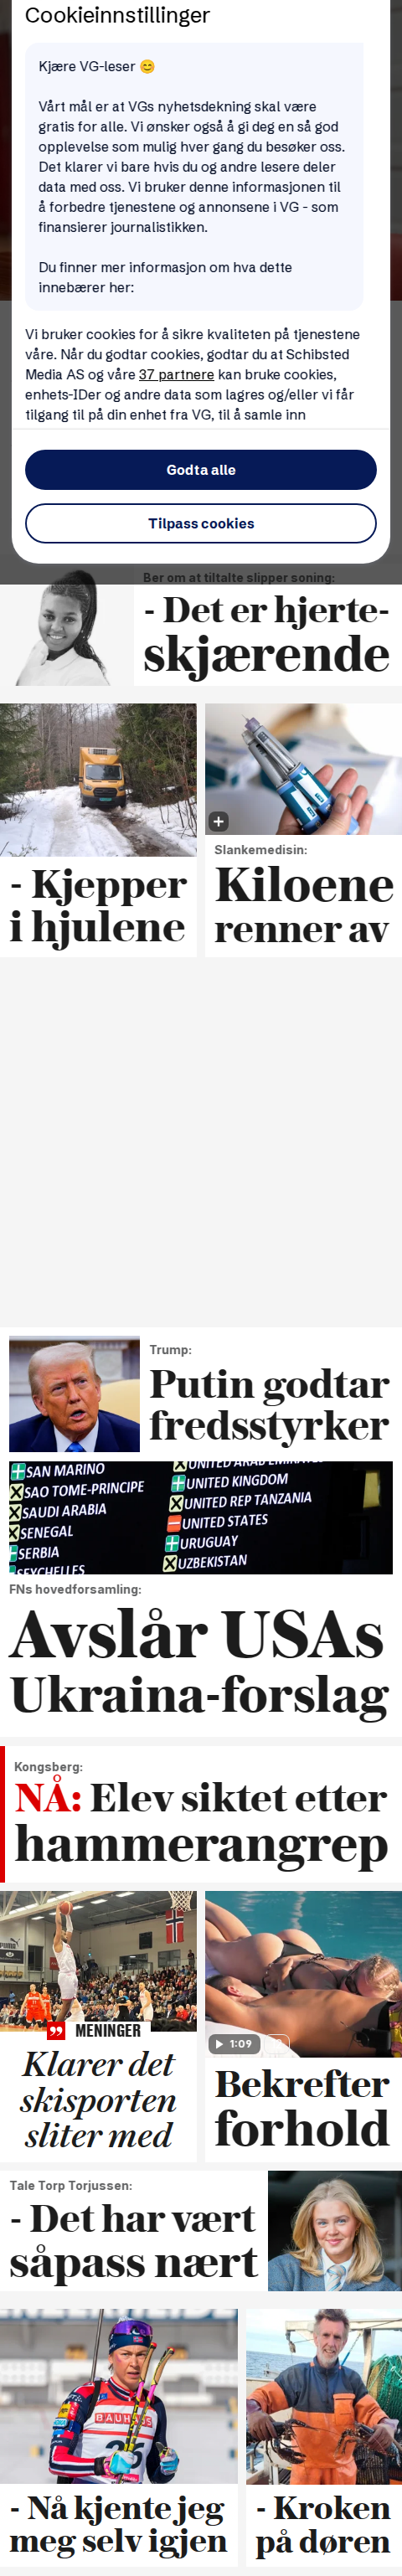 Cookieinnstillinger
Kjære VG-leser 😊
Vårt mål er at VGs nyhetsdekning skal være
gratis for alle. Vi ønsker også å gi deg en så god
opplevelse som mulig hver gang du besøker oss.
Det klarer vi bare hvis du og andre lesere deler
data med oss. Vi bruker denne informasjonen til
å forbedre tjenestene og annonsene i VG - som
finansierer journalistikken.
Du finner mer informasjon om hva dette
innebærer her:
Vi bruker cookies for å sikre kvaliteten på tjenestene
våre. Når du godtar cookies, godtar du at Schibsted
Media AS og våre 37 partnere kan bruke cookies,
enhets-IDer og andre data som lagres og/eller vi får
tilgang til på din enhet fra VG, til å samle inn
Godta alle
Tilpass cookies
Ber om at tiltalte slipper soning:
- Det er hjerte-
skjærende
- Kjepper
i hjulene
Slankemedisin:
Kiloene
renner av
Trump:
Putin godtar
fredsstyrker
SAN MARINO
SAO TOME-PRINCIPE
SAUDI ARABIA
SENEGAL
SERBIA
SEYCHELLES
UNITED ARAB EMIRATES
UNITED KINGDOM
UNITED REP TANZANIA
UNITED STATES
URUGUAY
UZBEKISTAN
FNs hovedforsamling:
Avslår USAs
Ukraina-forslag
Kongsberg:
NÅ: Elev siktet etter
hammerangrep
MENINGER
Klarer det
skisporten
sliter med
1:09
Bekrefter
forhold
Tale Torp Torjussen:
- Det har vært
såpass nært
BAUHAUS
- Nå kjente jeg
meg selv igjen
- Kroken
på døren